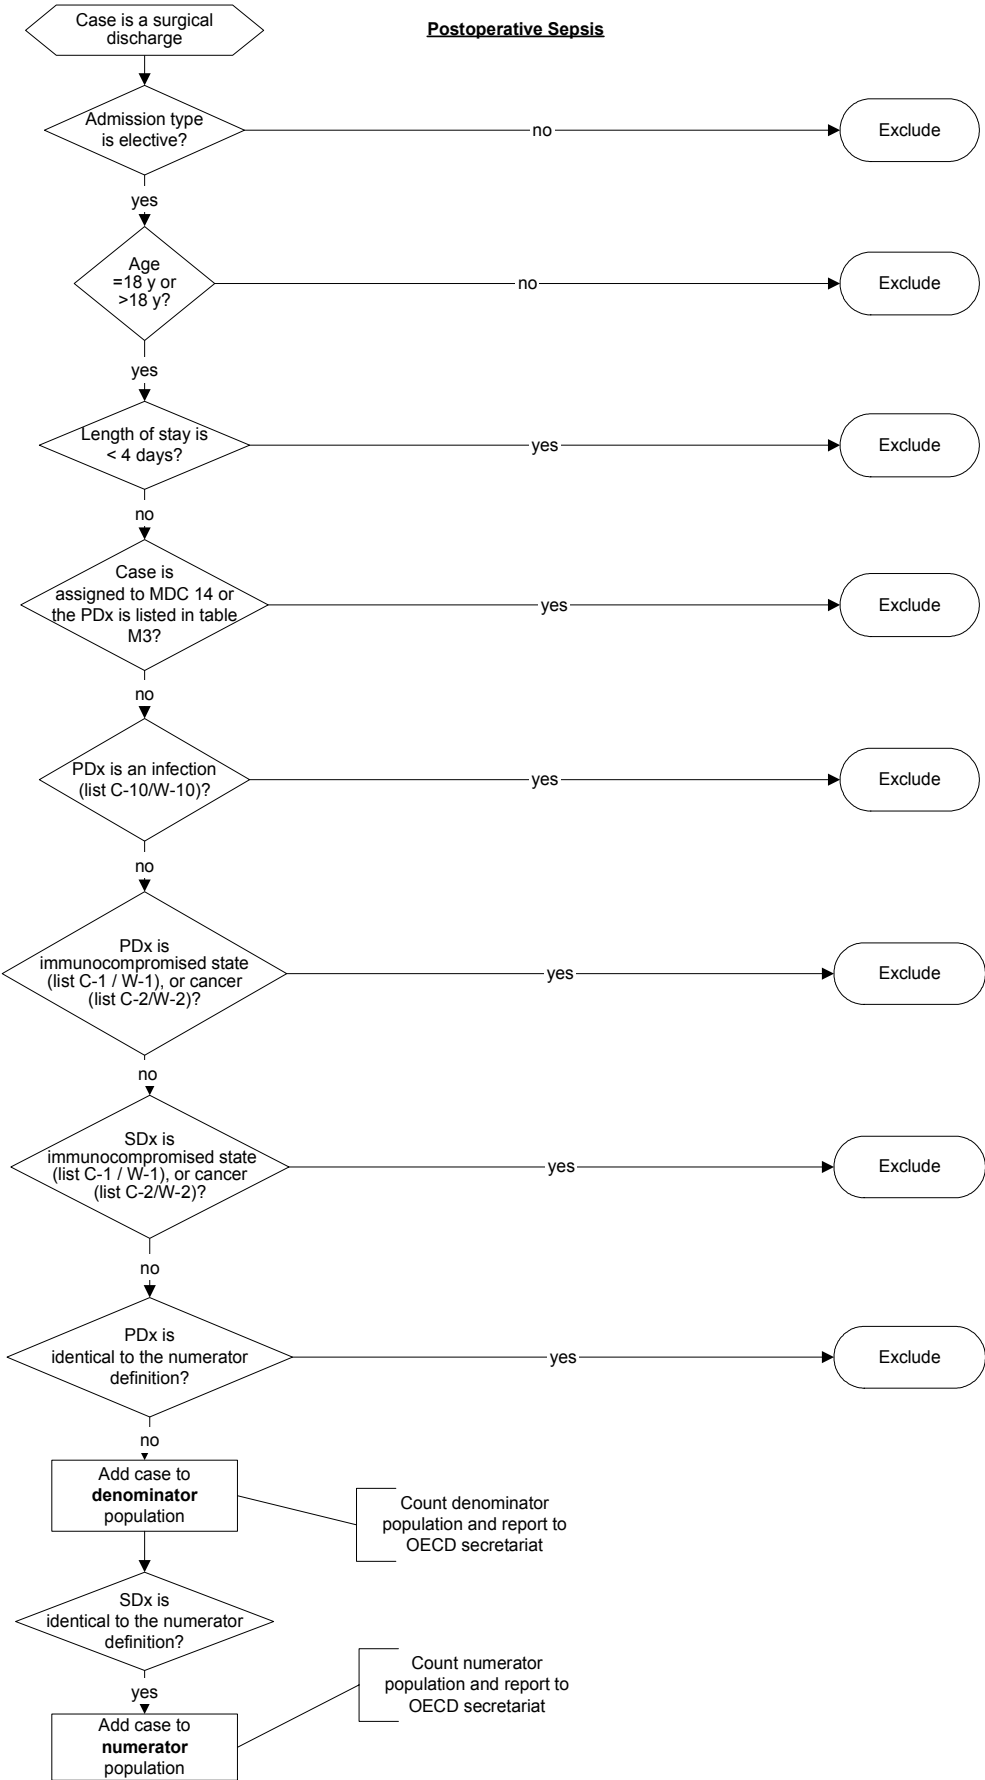 Case is a surgical
discharge
Postoperative Sepsis
Admission type
is elective?
no
Exclude
yes
Age
=18 y or
>18 y?
no
Exclude
yes
Length of stay is
< 4 days?
yes
Exclude
no
Case is
assigned to MDC 14 or
the PDx is listed in table
M3?
yes
Exclude
no
PDx is an infection
(list C-10/W-10)?
yes
Exclude
no
PDx is
immunocompromised state
(list C-1 / W-1), or cancer
(list C-2/W-2)?
yes
Exclude
no
SDx is
immunocompromised state
(list C-1 / W-1), or cancer
(list C-2/W-2)?
yes
Exclude
no
PDx is
identical to the numerator
definition?
yes
Exclude
no
Add case to
denominator
population
Count denominator
population and report to
OECD secretariat
SDx is
identical to the numerator
definition?
Count numerator
population and report to
OECD secretariat
yes
Add case to
numerator
population